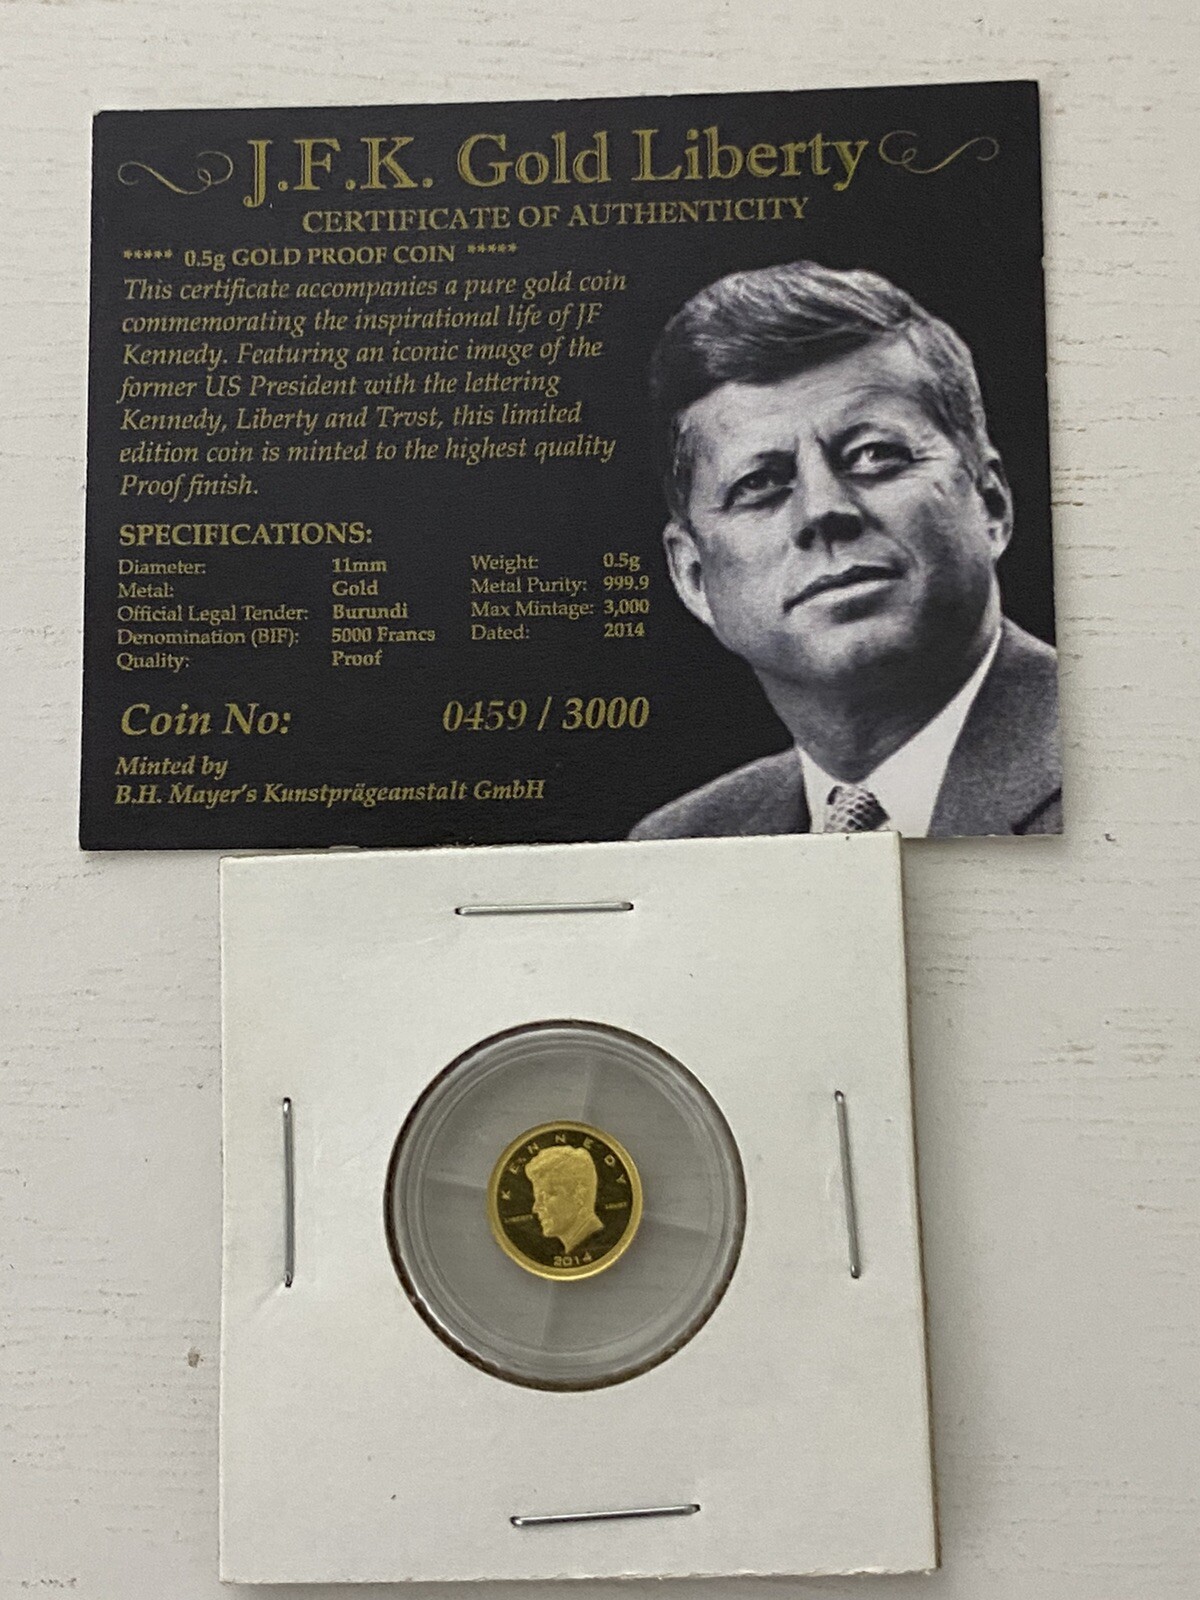 J.F.K. Gold Liberty
CERTIFICATE OF AUTHENTICITY
***** 0.5g GOLD PROOF COIN *****
This certificate accompanies a pure gold coin
commemorating the inspirational life of JF
Kennedy. Featuring an iconic image of the
former US President with the lettering
Kennedy, Liberty and Trvst, this limited
edition coin is minted to the highest quality
Proof finish.
SPECIFICATIONS:
Diameter: 11mm Weight: 0.5g
Metal: Gold Metal Purity: 999.9
Official Legal Tender: Burundi Max Mintage: 3,000
Denomination (BIF): 5000 Francs Dated: 2014
Quality: Proof
Coin No: 0459 / 3000
Minted by
B.H. Mayer's Kunstprägeanstalt GmbH
KENNEDY
LIBERTY TRVST
2014